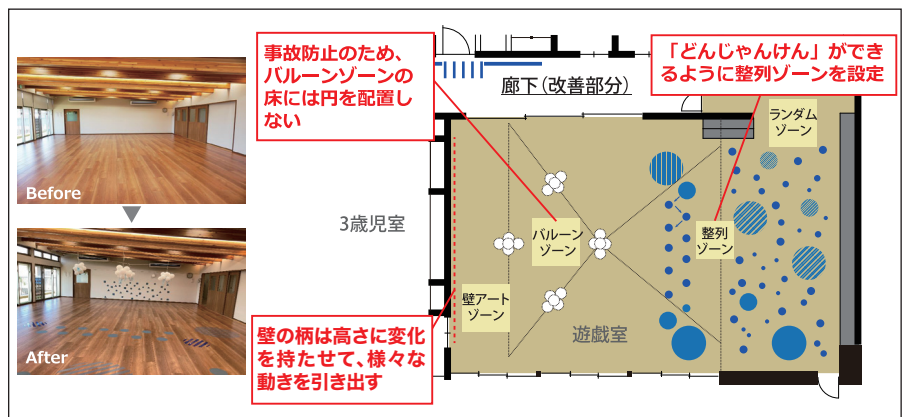 Before
After
事故防止のため、
バルーンゾーンの
床には円を配置し
ない
「どんじゃんけん」ができ
るように整列ゾーンを設定
廊下(改善部分)
ランダム
ゾーン
3歳児室
バルーン
ゾーン
整列
ゾーン
壁アート
ゾーン
遊戯室
壁の柄は高さに変化
を持たせて、様々な
動きを引き出す